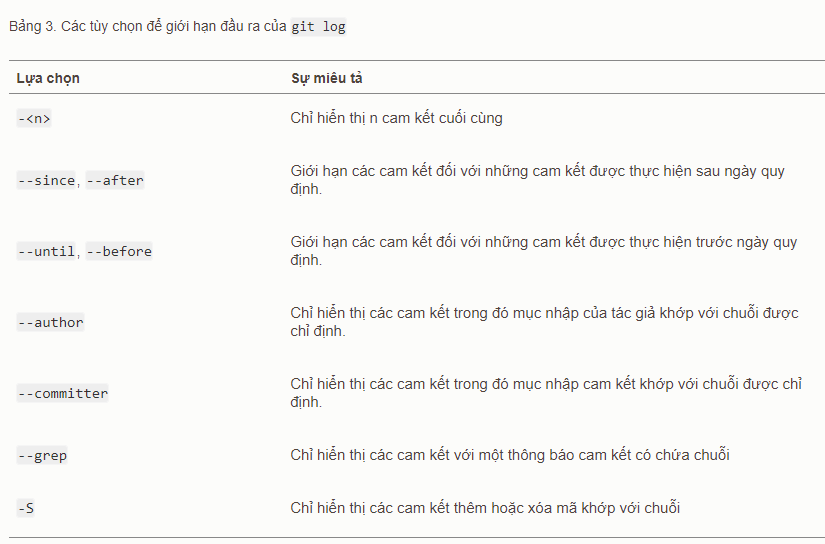 Bảng 3. Các tùy chọn để giới hạn đầu ra của git log
Lựa chọn Sự miêu tả
-<n> Chỉ hiển thị n cam kết cuối cùng
--since, --after Giới hạn các cam kết đối với những cam kết được thực hiện sau ngày quy
định.
--until, --before Giới hạn các cam kết đối với những cam kết được thực hiện trước ngày quy
định.
--author Chỉ hiển thị các cam kết trong đó mục nhập của tác giả khớp với chuỗi được
chỉ định.
--committer Chỉ hiển thị các cam kết trong đó mục nhập cam kết khớp với chuỗi được chỉ
định.
--grep Chỉ hiển thị các cam kết với một thông báo cam kết có chứa chuỗi
-S Chỉ hiển thị các cam kết thêm hoặc xóa mã khớp với chuỗi